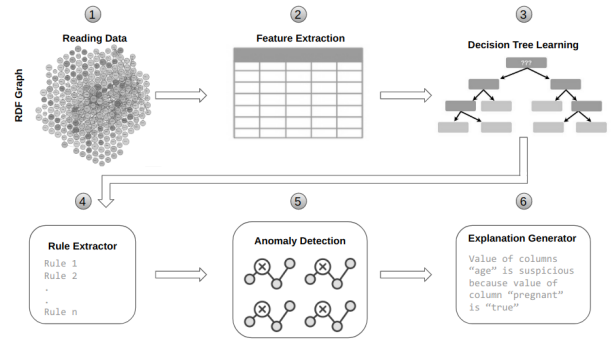 1
Reading Data
RDF Graph
2
Feature Extraction
3
Decision Tree Learning
???
4
Rule Extractor
Rule 1
Rule 2
.
.
Rule n
5
Anomaly Detection
6
Explanation Generator
Value of columns
“age” is suspicious
because value of
column “pregnant”
is “true”